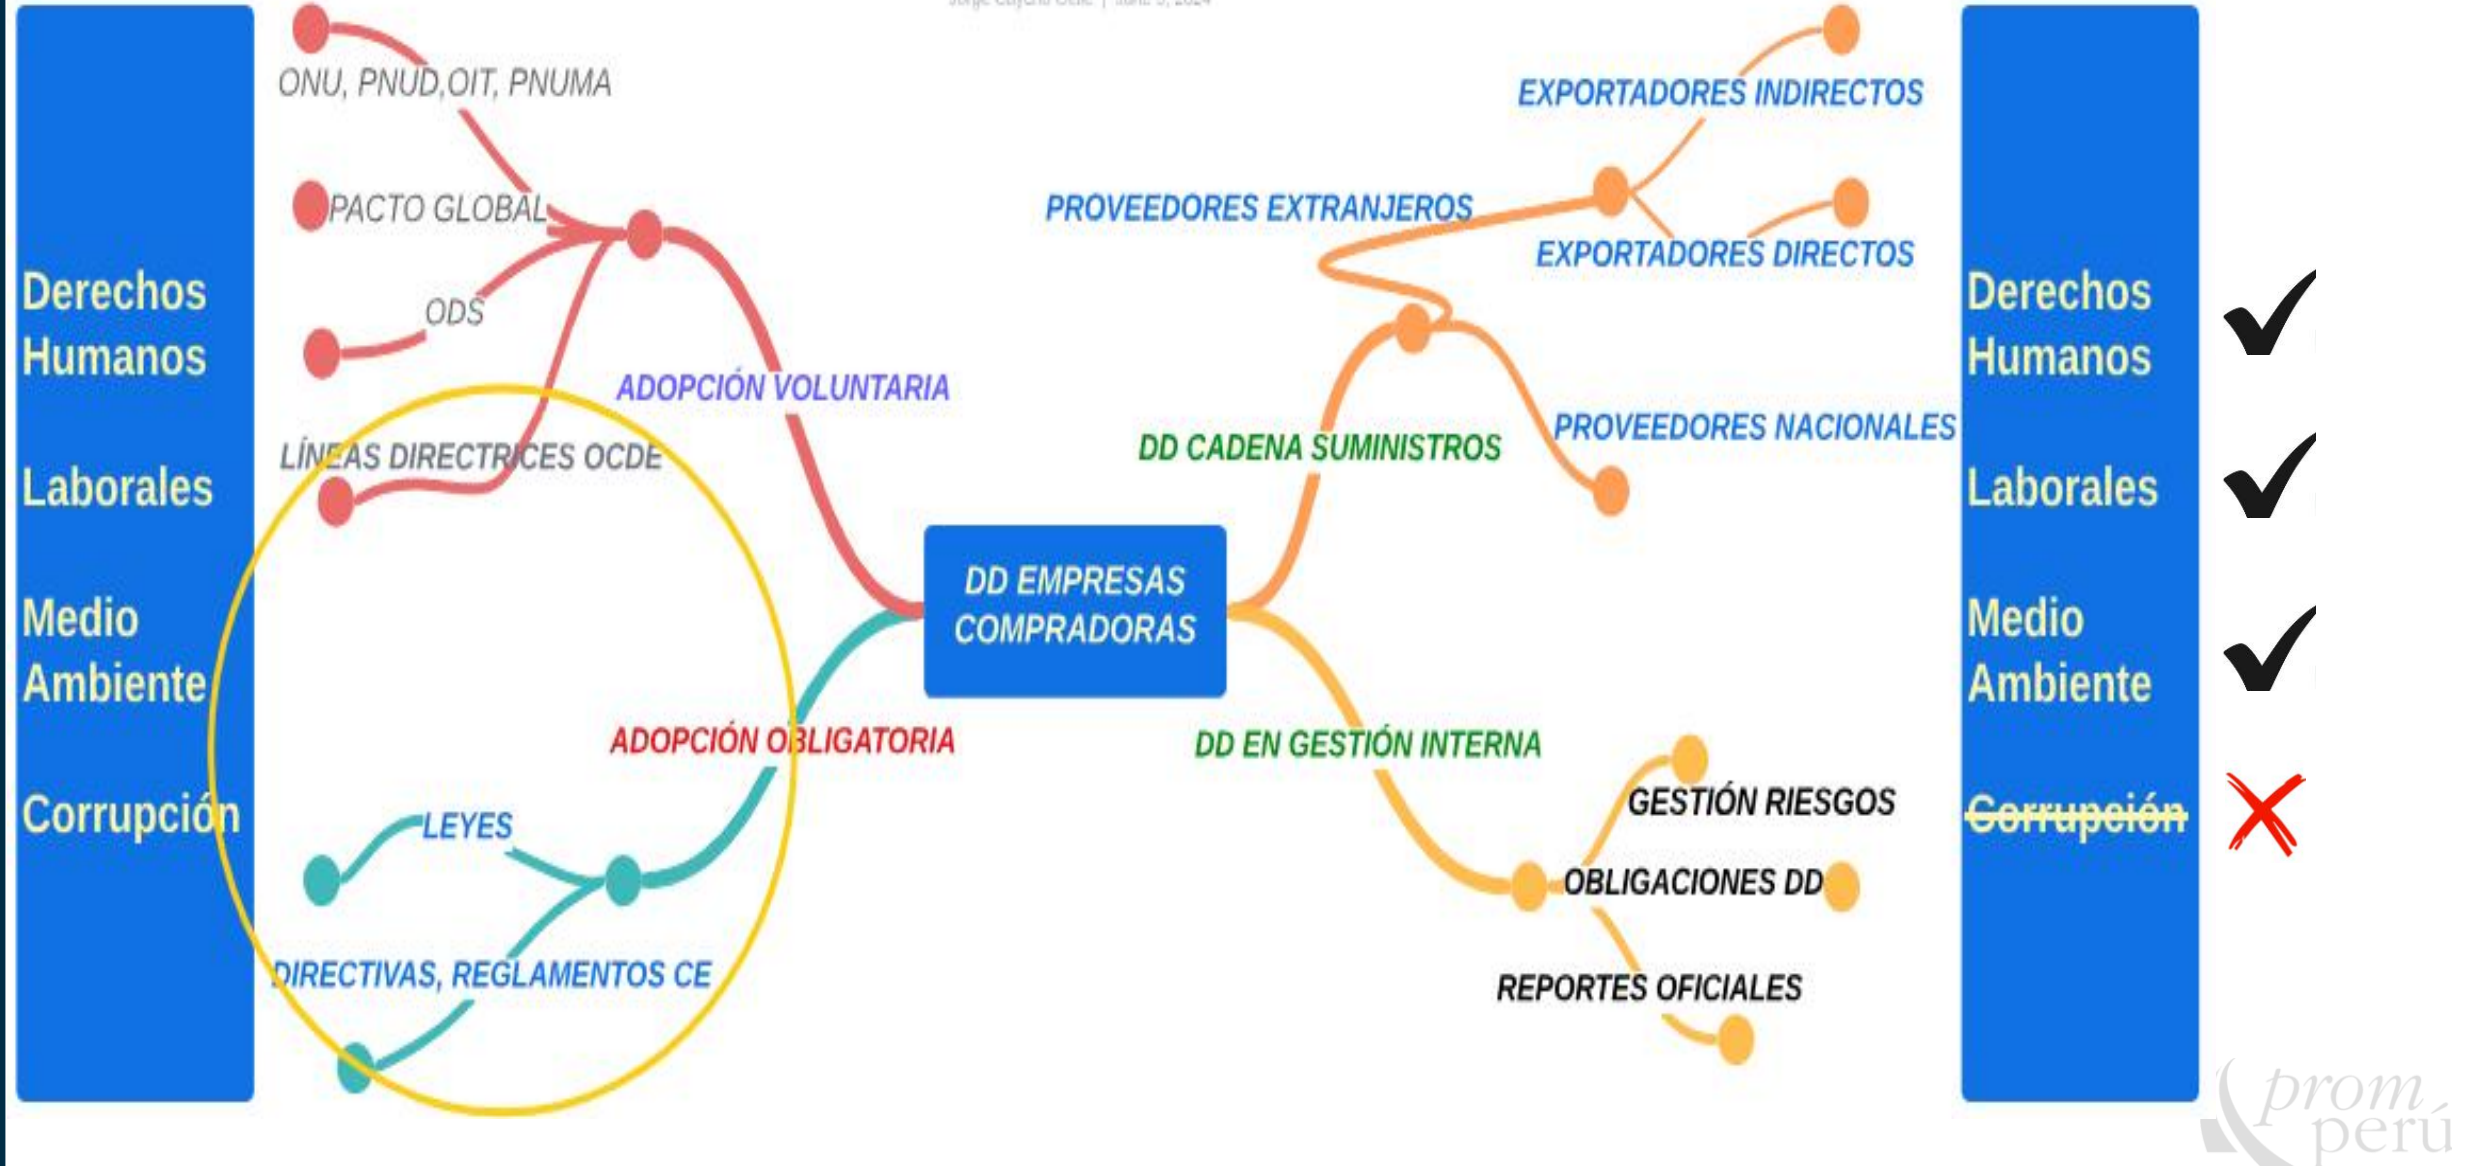 Derechos
Humanos
Laborales
Medio
Ambiente
Corrupción
ONU, PNUD,OIT, PNUMA
PACTO GLOBAL
ODS
LÍNEAS DIRECTRICES OCDE
ADOPCIÓN VOLUNTARIA
ADOPCIÓN OBLIGATORIA
LEYES
DIRECTIVAS, REGLAMENTOS CE
DD EMPRESAS
COMPRADORAS
EXPORTADORES INDIRECTOS
PROVEEDORES EXTRANJEROS
EXPORTADORES DIRECTOS
DD CADENA SUMINISTROS
PROVEEDORES NACIONALES
DD EN GESTIÓN INTERNA
GESTIÓN RIESGOS
OBLIGACIONES DD
REPORTES OFICIALES
Derechos
Humanos
Laborales
Medio
Ambiente
Corrupción
prom
perú